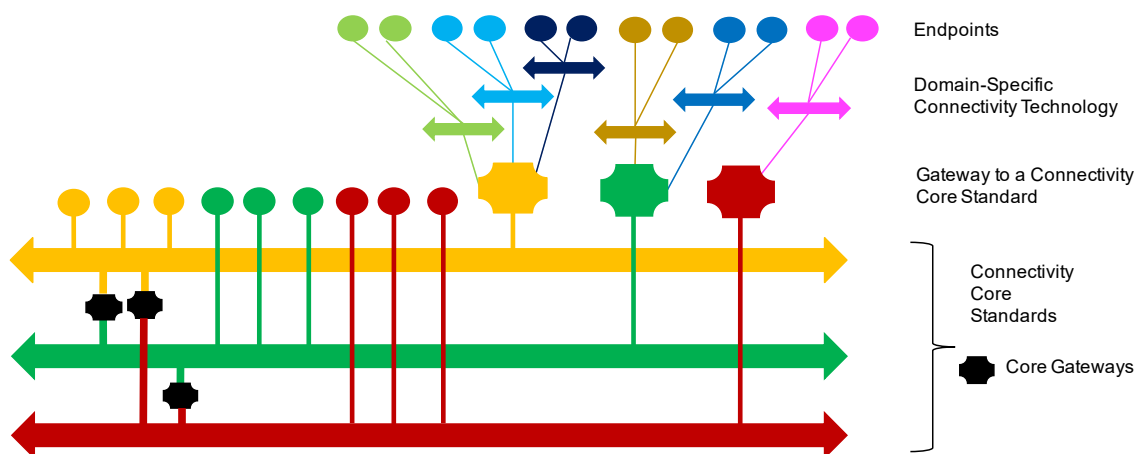 Endpoints
Domain-Specific
Connectivity Technology
Gateway to a Connectivity
Core Standard
Connectivity
Core
Standards
Core Gateways